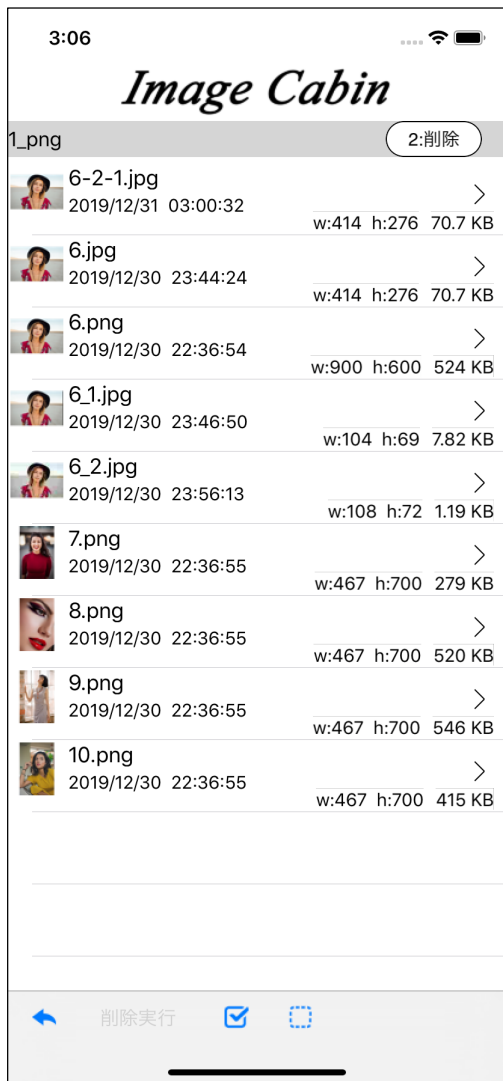 3:06
Image Cabin
1_png 2:削除
6-2-1.jpg
2019/12/31 03:00:32
w:414 h:276 70.7 KB
6.jpg
2019/12/30 23:44:24
w:414 h:276 70.7 KB
6.png
2019/12/30 22:36:54
w:900 h:600 524 KB
6_1.jpg
2019/12/30 23:46:50
w:104 h:69 7.82 KB
6_2.jpg
2019/12/30 23:56:13
w:108 h:72 1.19 KB
7.png
2019/12/30 22:36:55
w:467 h:700 279 KB
8.png
2019/12/30 22:36:55
w:467 h:700 520 KB
9.png
2019/12/30 22:36:55
w:467 h:700 546 KB
10.png
2019/12/30 22:36:55
w:467 h:700 415 KB
削除実行